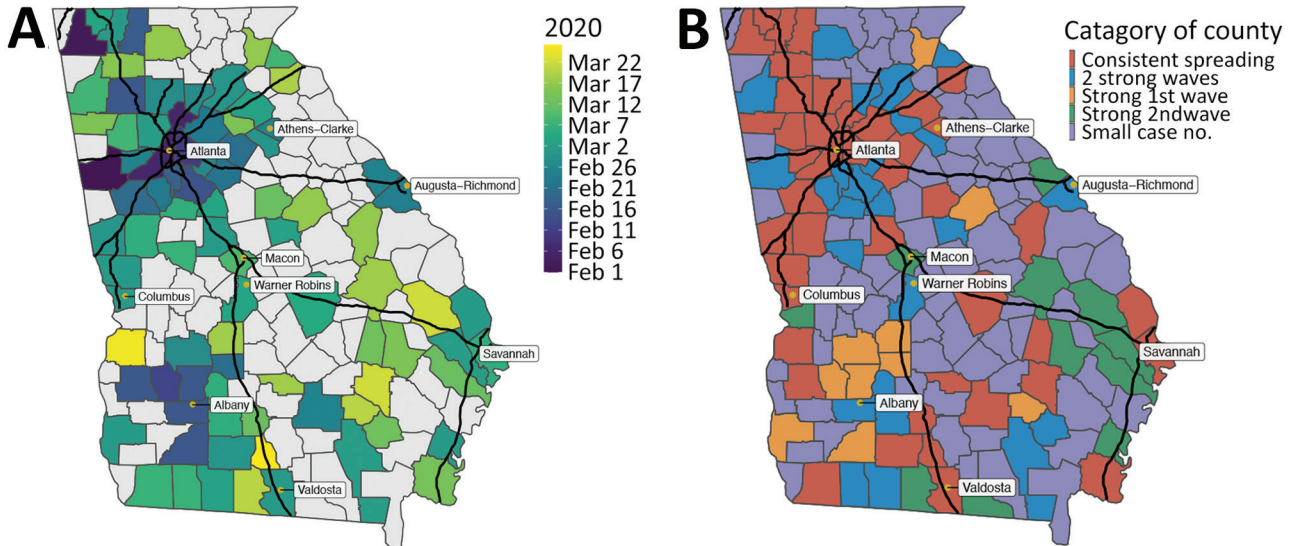 A
2020
Mar 22
Mar 17
Mar 12
Mar 7
Mar 2
Feb 26
Feb 21
Feb 16
Feb 11
Feb 6
Feb 1
Athens–Clarke
Atlanta
Augusta–Richmond
Macon
Warner Robins
Columbus
Savannah
Albany
Valdosta
B
Catagory of county
Consistent spreading
2 strong waves
Strong 1st wave
Strong 2ndwave
Small case no.
Athens–Clarke
Atlanta
Augusta–Richmond
Macon
Warner Robins
Columbus
Savannah
Albany
Valdosta